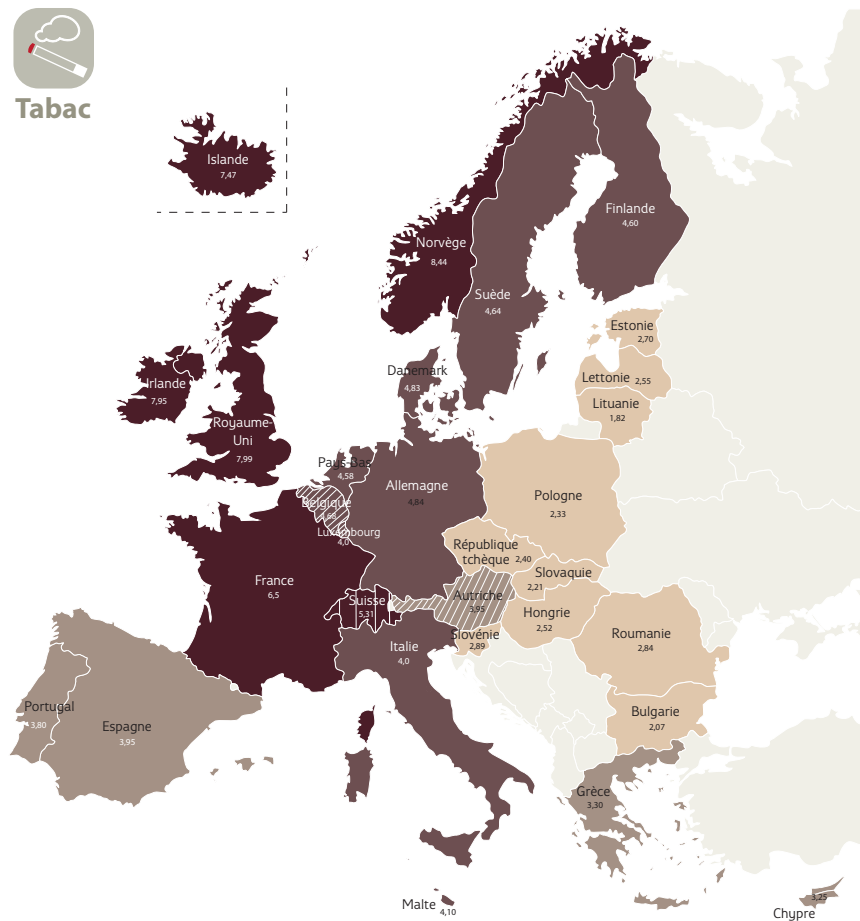 Tabac
Islande
7,47
Norvège
8,44
Finlande
4,60
Suède
4,64
Estonie
2,70
Lettonie 2,55
Lituanie
1,82
Danemark
4,83
Irlande
7,95
Royaume-
Uni
7,99
Pays-Bas
4,58
Allemagne
4,84
Belgique
Luxembourg
4,0
Pologne
2,33
République
tchèque 2,40
Slovaquie
2,21
France
6,5
Suisse
5,31
Autriche
3,95
Hongrie
2,52
Slovénie
2,89
Italie
4,0
Roumanie
2,84
Bulgarie
2,07
Portugal
3,80
Espagne
3,95
Grèce
3,30
Malte
4,10
3,25
Chypre